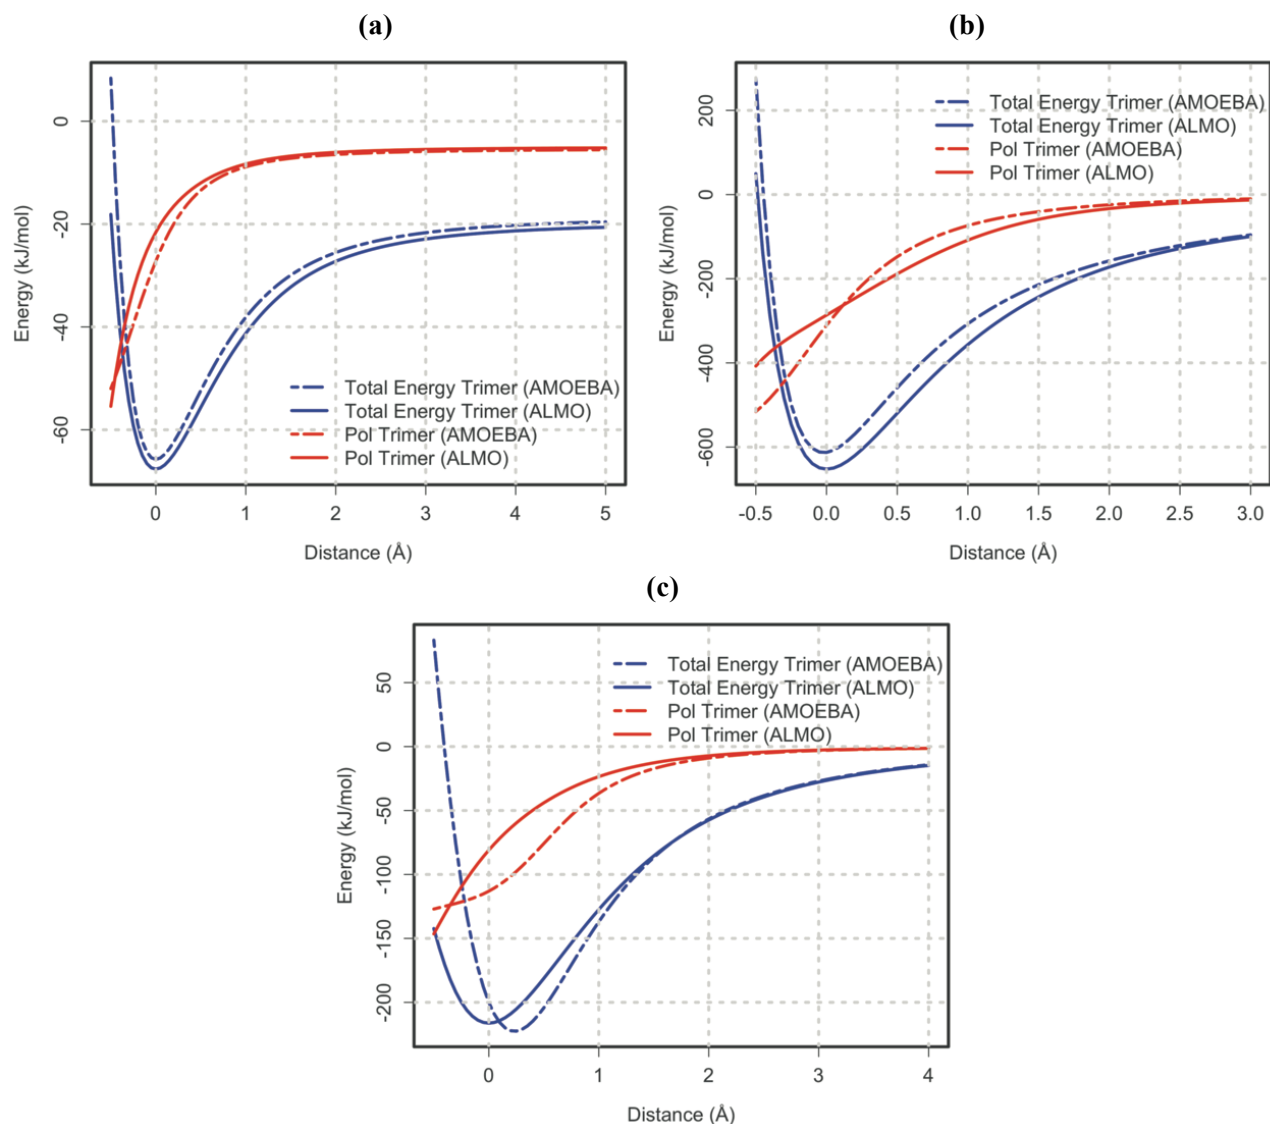 (a)
0
20
40
-60
Energy (kJ/mol)
Total Energy Trimer (AMOEBA)
Total Energy Trimer (ALMO)
Pol Trimer (AMOEBA)
Pol Trimer (ALMO)
0 1 2 3 4 5
Distance (Å)
(b)
200
0
-200
-400
-600
Energy (kJ/mol)
Total Energy Trimer (AMOEBA)
Total Energy Trimer (ALMO)
Pol Trimer (AMOEBA)
Pol Trimer (ALMO)
-0.5 0.0 0.5 1.0 1.5 2.0 2.5 3.0
Distance (Å)
(c)
50
0
-50
-100
-150
-200
Energy (kJ/mol)
Total Energy Trimer (AMOEBA)
Total Energy Trimer (ALMO)
Pol Trimer (AMOEBA)
Pol Trimer (ALMO)
0 1 2 3 4
Distance (Å)